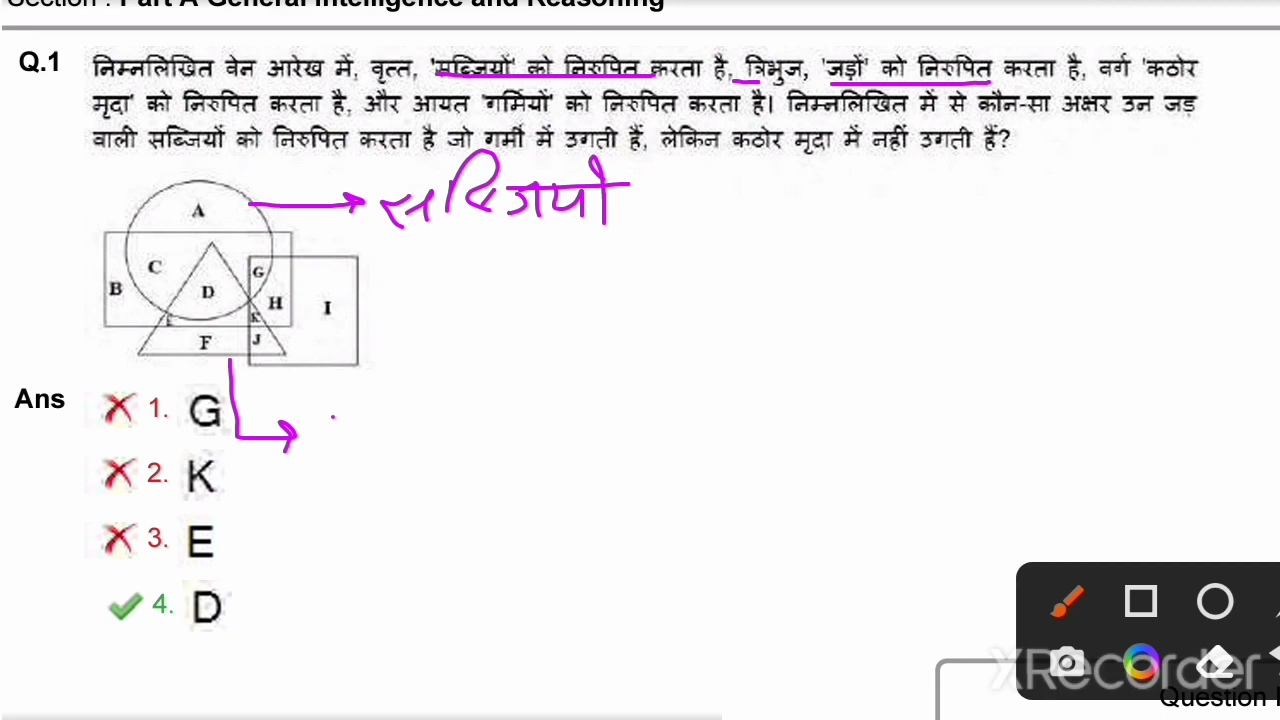 Section : Part A General Intelligence and Reasoning
Q.1 निम्नलिखित वेन आरेख में, वृत्त, 'सब्जियों' को निरुपित करता है, त्रिभुज, 'जड़ों' को निरुपित करता है, वर्ग 'कठोर
मृदा' को निरुपित करता है, और आयत 'गर्मियों' को निरुपित करता है। निम्नलिखित में से कौन-सा अक्षर उन जड़
वाली सब्जियों को निरुपित करता है जो गर्मी में उगती हैं, लेकिन कठोर मृदा में नहीं उगती हैं?
सब्जियों
A
C G
B D H I
E K
F J
Ans 1. G
2. K
3. E
4. D
XRecorder
Question